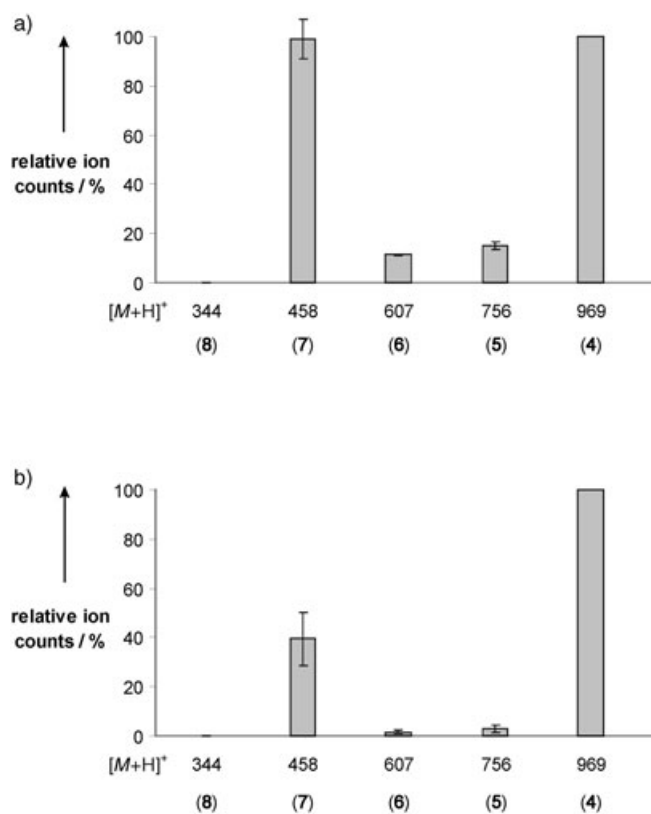 a)
100
80
60
40
20
0
relative ion
counts / %
[M+H]⁺ 344 458 607 756 969
(8) (7) (6) (5) (4)
b)
100
80
60
40
20
0
relative ion
counts / %
[M+H]⁺ 344 458 607 756 969
(8) (7) (6) (5) (4)